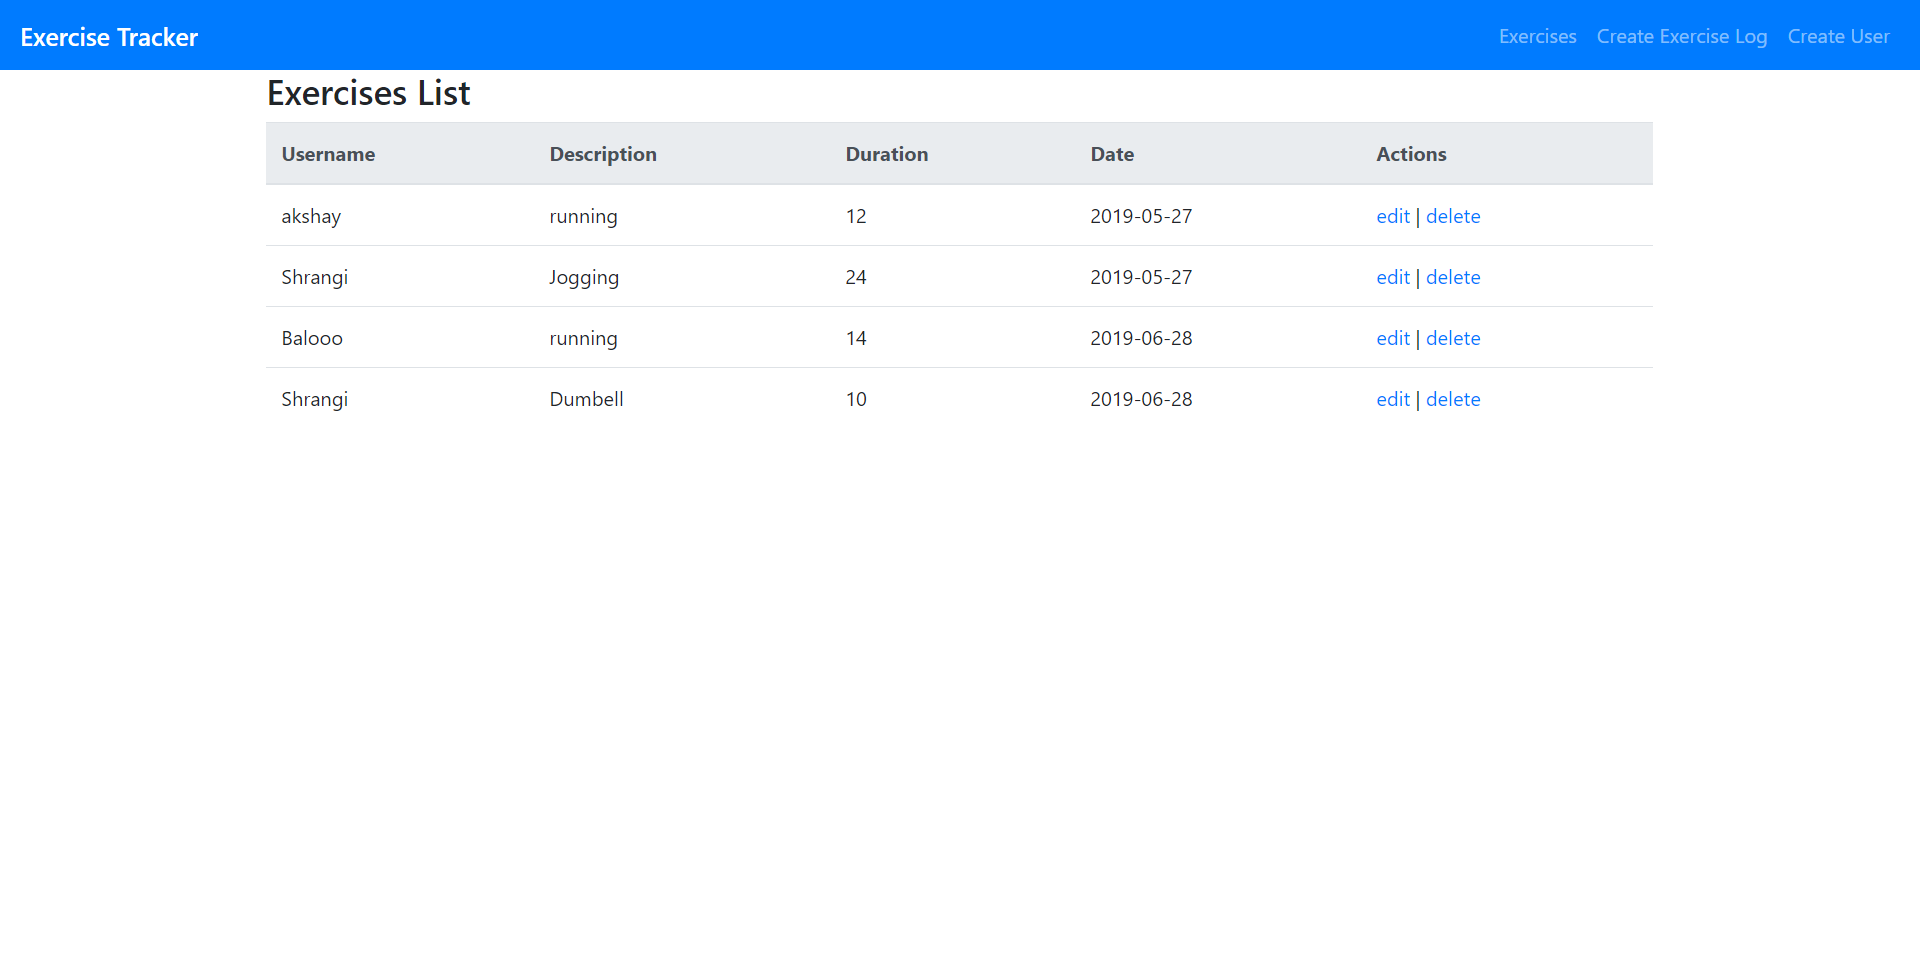 Exercise Tracker Exercises Create Exercise Log Create User
Exercises List
Username Description Duration Date Actions
akshay running 12 2019-05-27 edit | delete
Shrangi Jogging 24 2019-05-27 edit | delete
Balooo running 14 2019-06-28 edit | delete
Shrangi Dumbell 10 2019-06-28 edit | delete